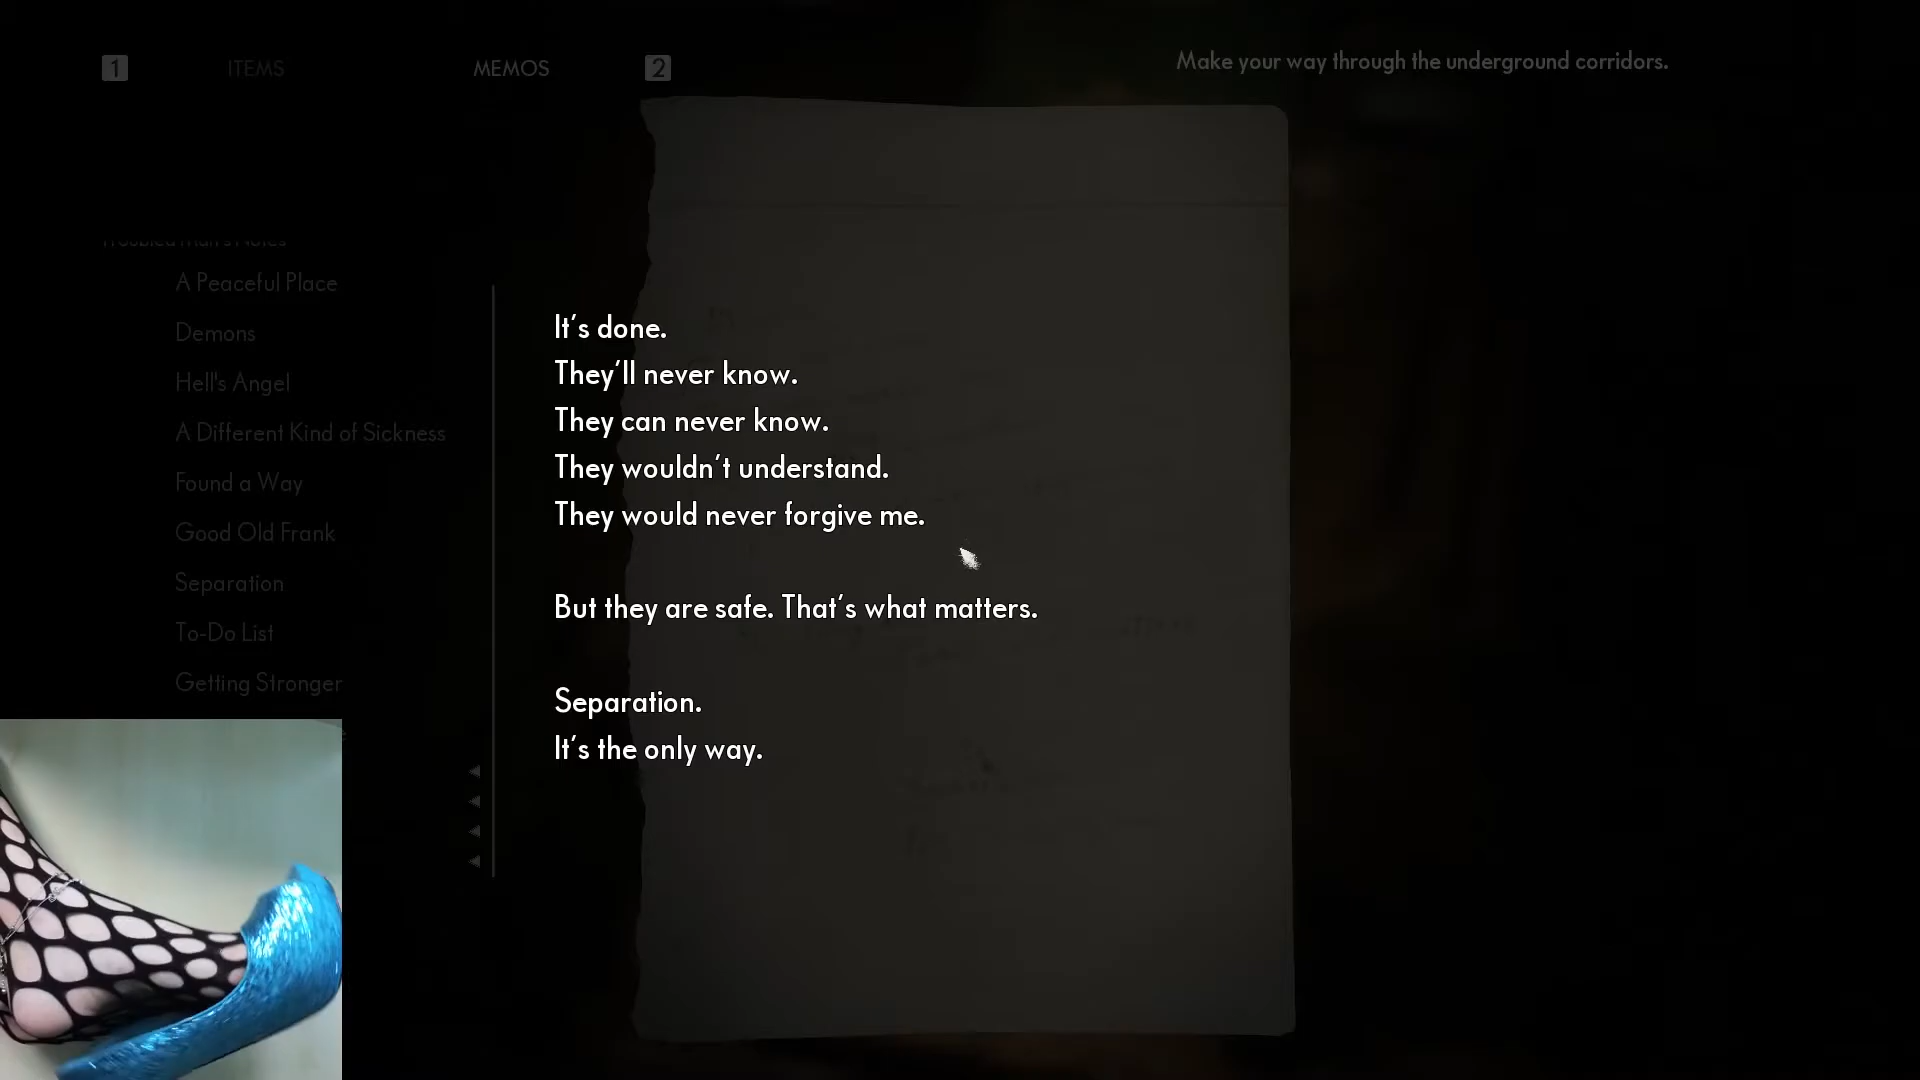 1 ITEMS MEMOS 2
Make your way through the underground corridors.
Troubled Man's Notes
A Peaceful Place
Demons
Hell's Angel
A Different Kind of Sickness
Found a Way
Good Old Frank
Separation
To-Do List
Getting Stronger
It's done.
They'll never know.
They can never know.
They wouldn't understand.
They would never forgive me.
But they are safe. That's what matters.
Separation.
It's the only way.